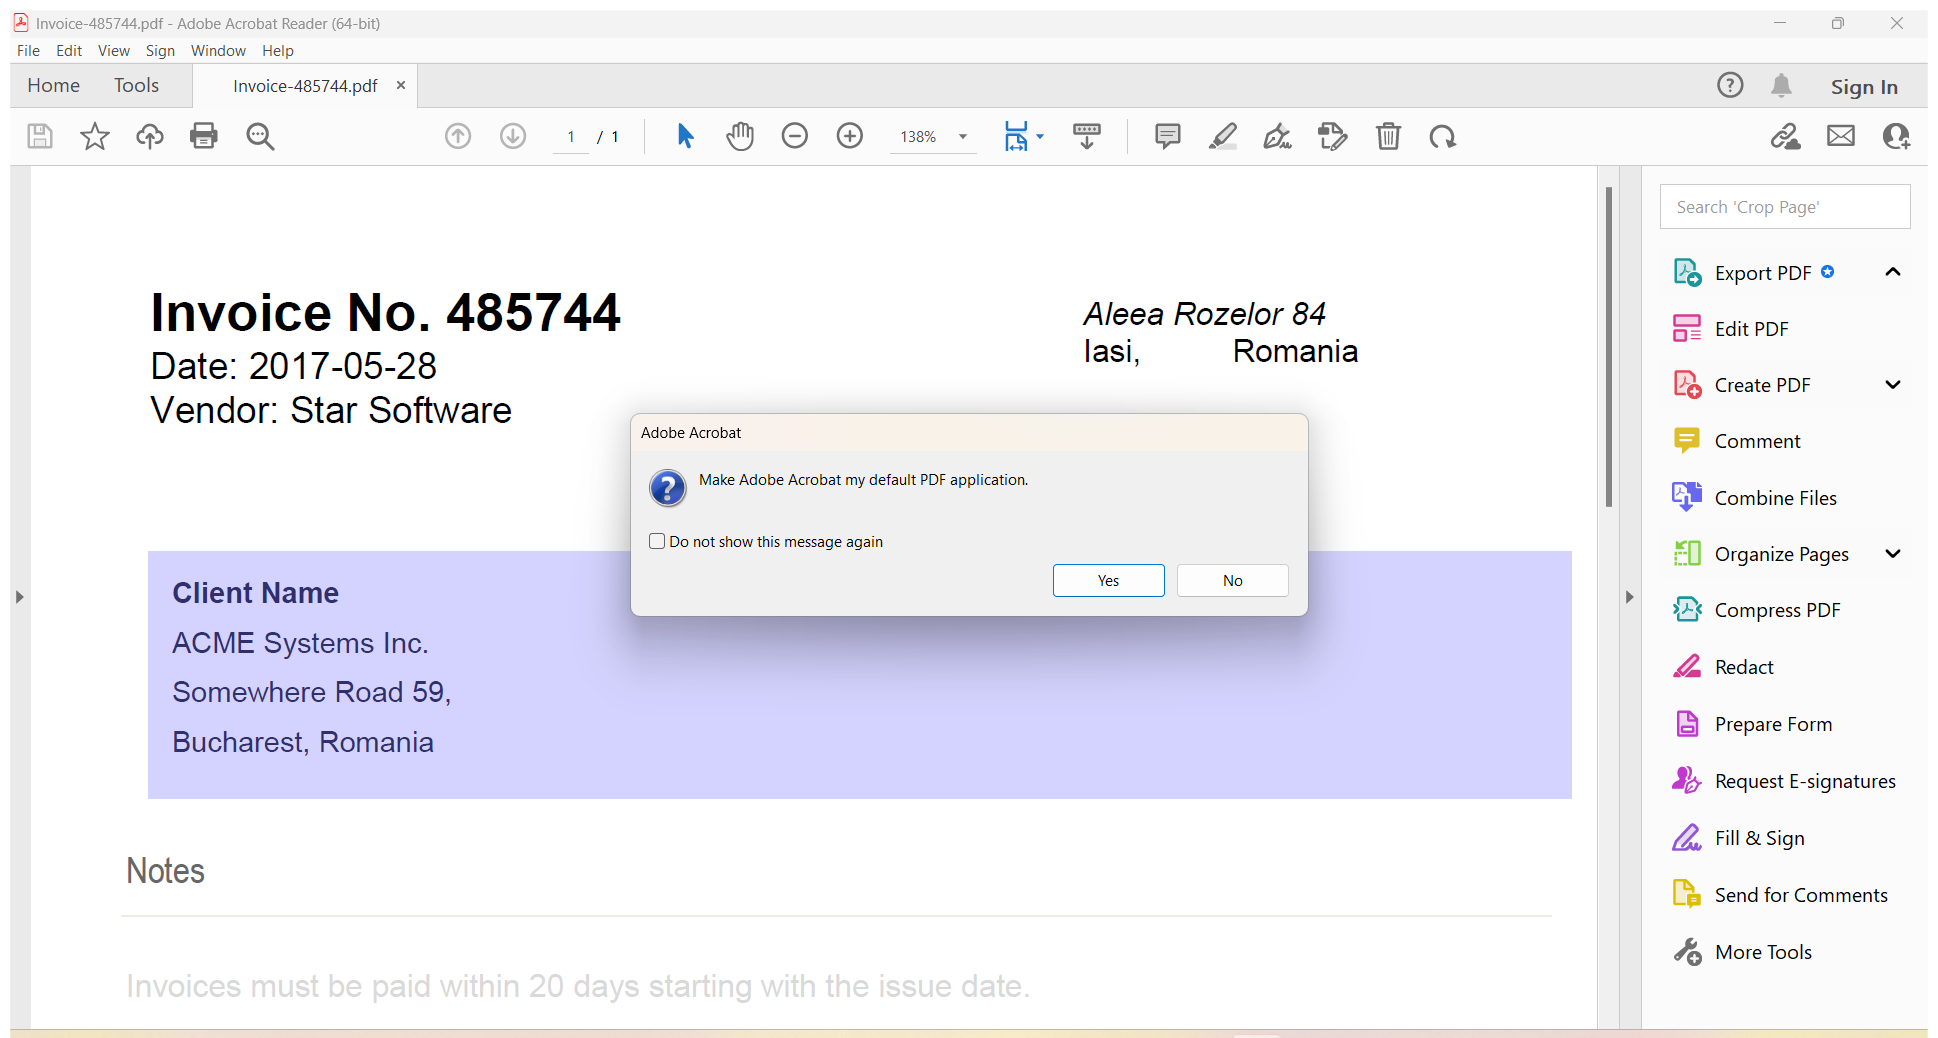 Invoice-485744.pdf - Adobe Acrobat Reader (64-bit)
File Edit View Sign Window Help
Home Tools Invoice-485744.pdf × Sign In
1 / 1 138%
Search 'Crop Page'
Export PDF
Edit PDF
Create PDF
Comment
Combine Files
Organize Pages
Compress PDF
Redact
Prepare Form
Request E-signatures
Fill & Sign
Send for Comments
More Tools
Invoice No. 485744
Date: 2017-05-28
Vendor: Star Software
Aleea Rozelor 84
Iasi, Romania
Adobe Acrobat
Make Adobe Acrobat my default PDF application.
Do not show this message again
Yes No
Client Name
ACME Systems Inc.
Somewhere Road 59,
Bucharest, Romania
Notes
Invoices must be paid within 20 days starting with the issue date.